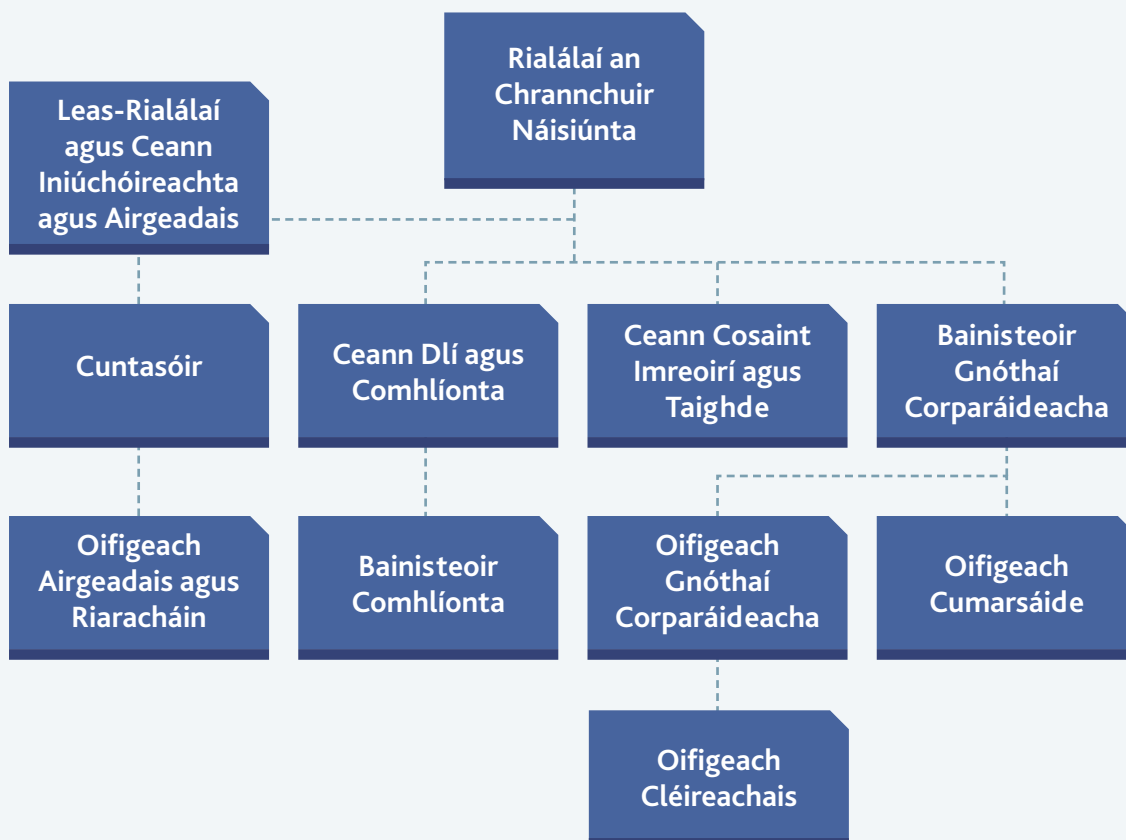 Rialálaí an
Chrannchuir
Náisiúnta
Leas-Rialálaí
agus Ceann
Iniúchóireachta
agus Airgeadais
Cuntasóir
Ceann Dlí agus
Comhlíonta
Ceann Cosaint
Imreoirí agus
Taighde
Bainisteoir
Gnóthaí
Corparáideacha
Oifigeach
Airgeadais agus
Riaracháin
Bainisteoir
Comhlíonta
Oifigeach
Gnóthaí
Corparáideacha
Oifigeach
Cumarsáide
Oifigeach
Cléireachais